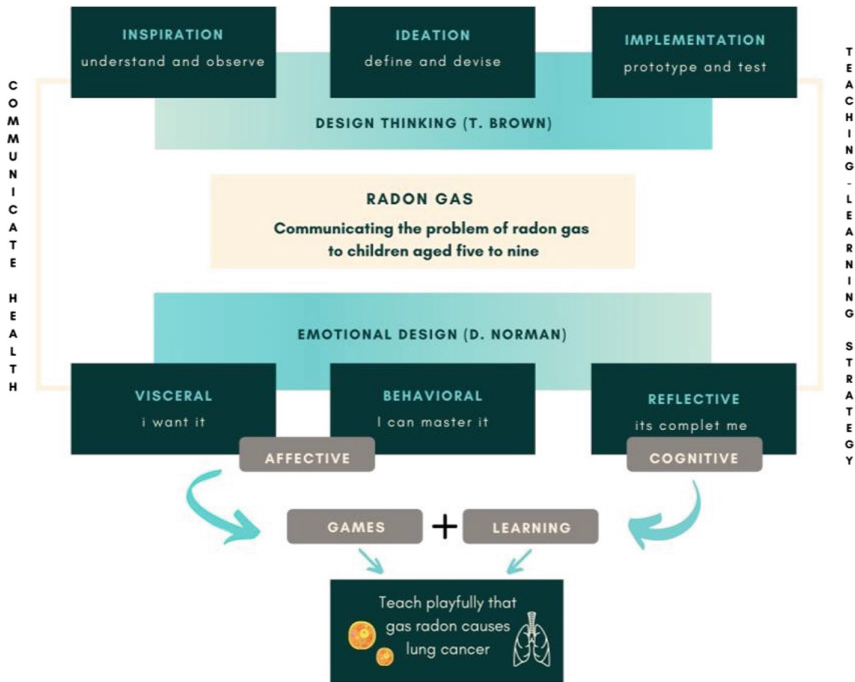 INSPIRATION
understand and observe
IDEATION
define and devise
IMPLEMENTATION
prototype and test
DESIGN THINKING (T. BROWN)
COMMUNICATE HEALTH
TEACHING-LEARNING STRATEGY
RADON GAS
Communicating the problem of radon gas
to children aged five to nine
EMOTIONAL DESIGN (D. NORMAN)
VISCERAL
i want it
BEHAVIORAL
I can master it
REFLECTIVE
its complet me
AFFECTIVE
COGNITIVE
GAMES + LEARNING
Teach playfully that
gas radon causes
lung cancer